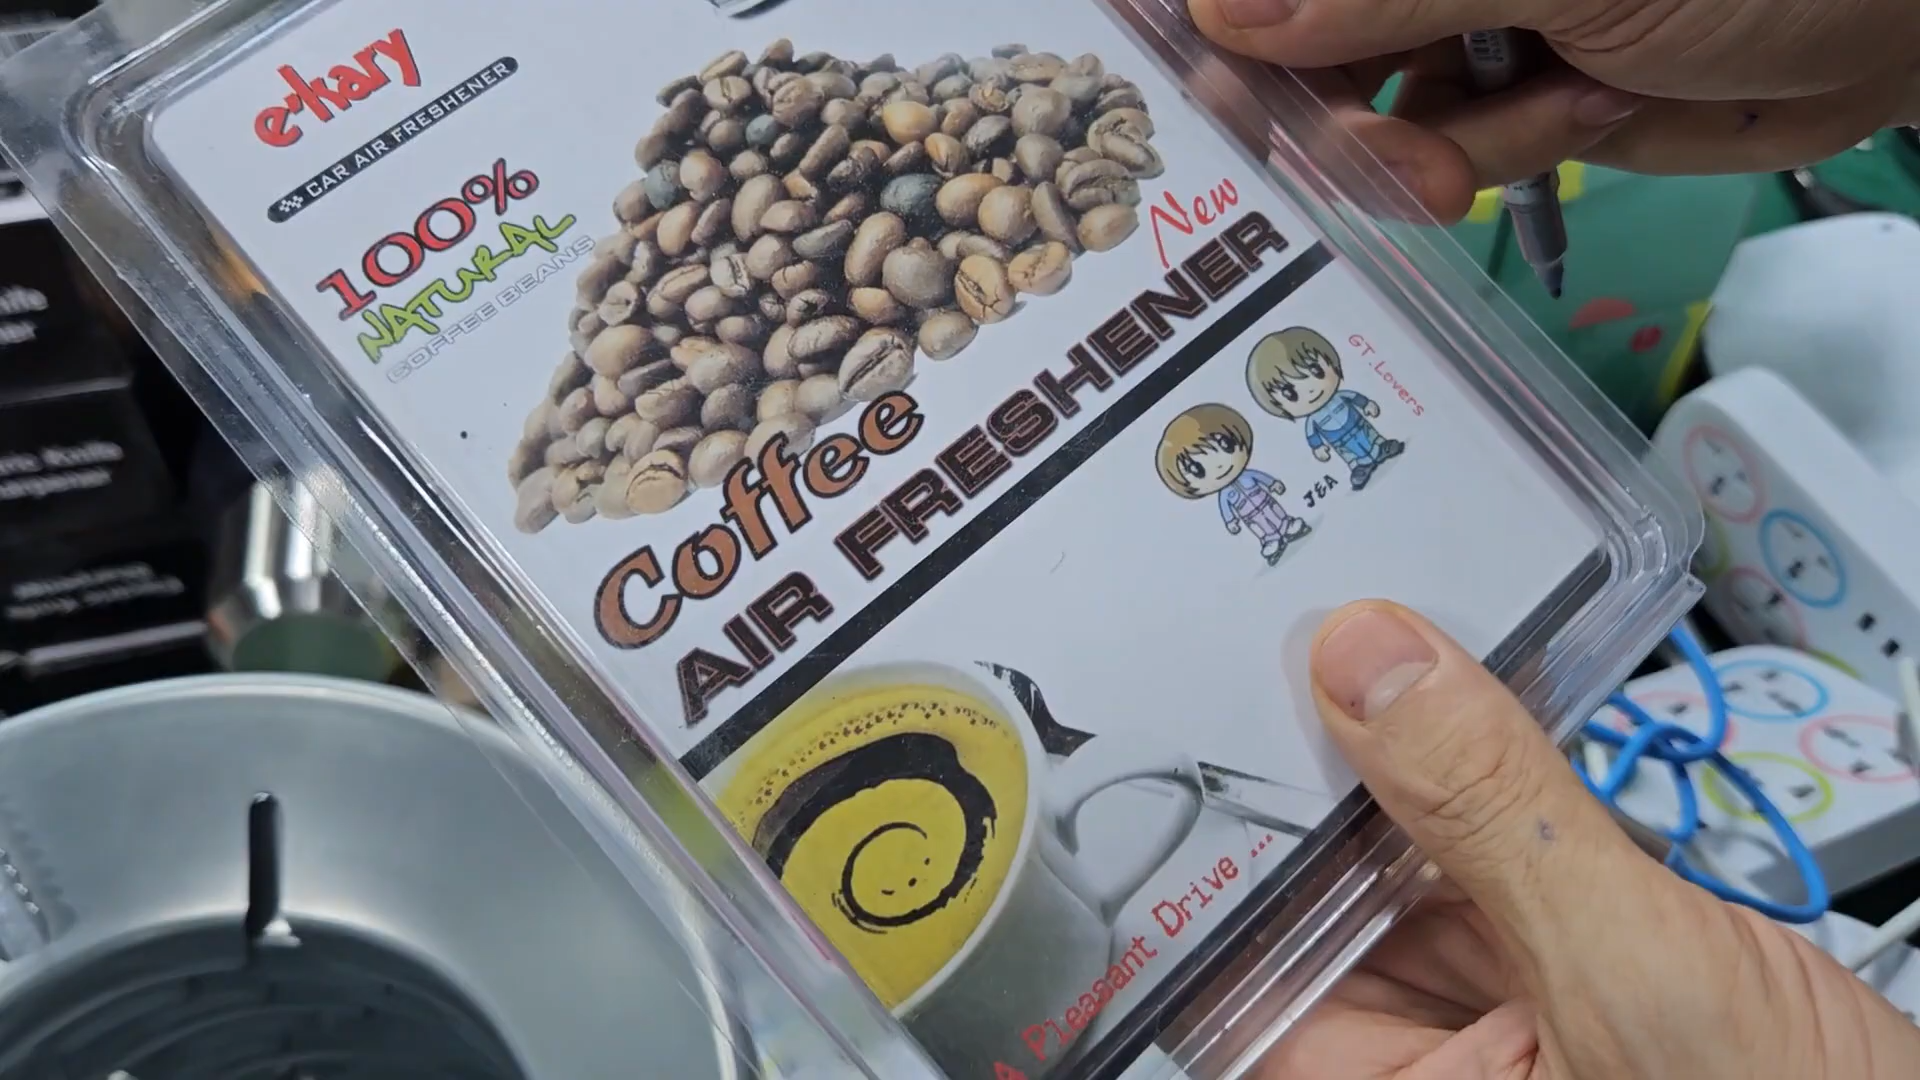 e·kary
CAR AIR FRESHENER
100%
NATURAL
COFFEE BEANS
New
Coffee
AIR FRESHENER
GT.Lovers
J&A
A Pleasant Drive ...